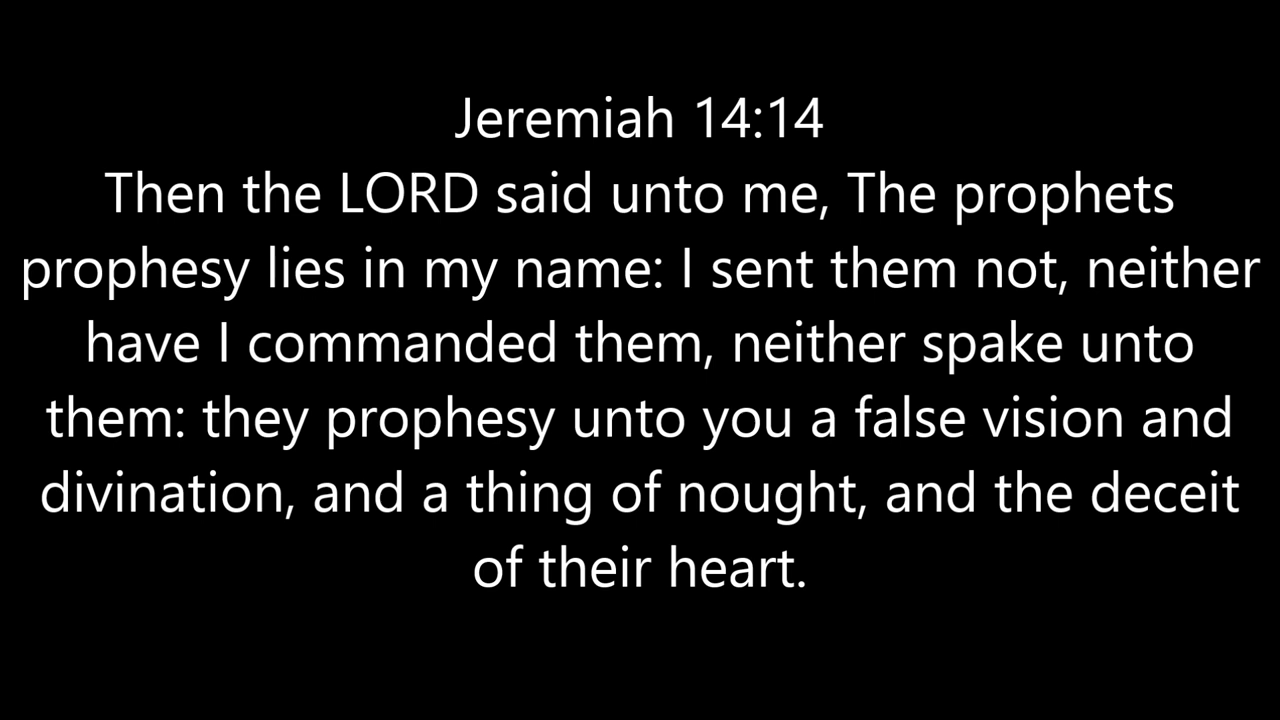 Jeremiah 14:14
Then the LORD said unto me, The prophets
prophesy lies in my name: I sent them not, neither
have I commanded them, neither spake unto
them: they prophesy unto you a false vision and
divination, and a thing of nought, and the deceit
of their heart.